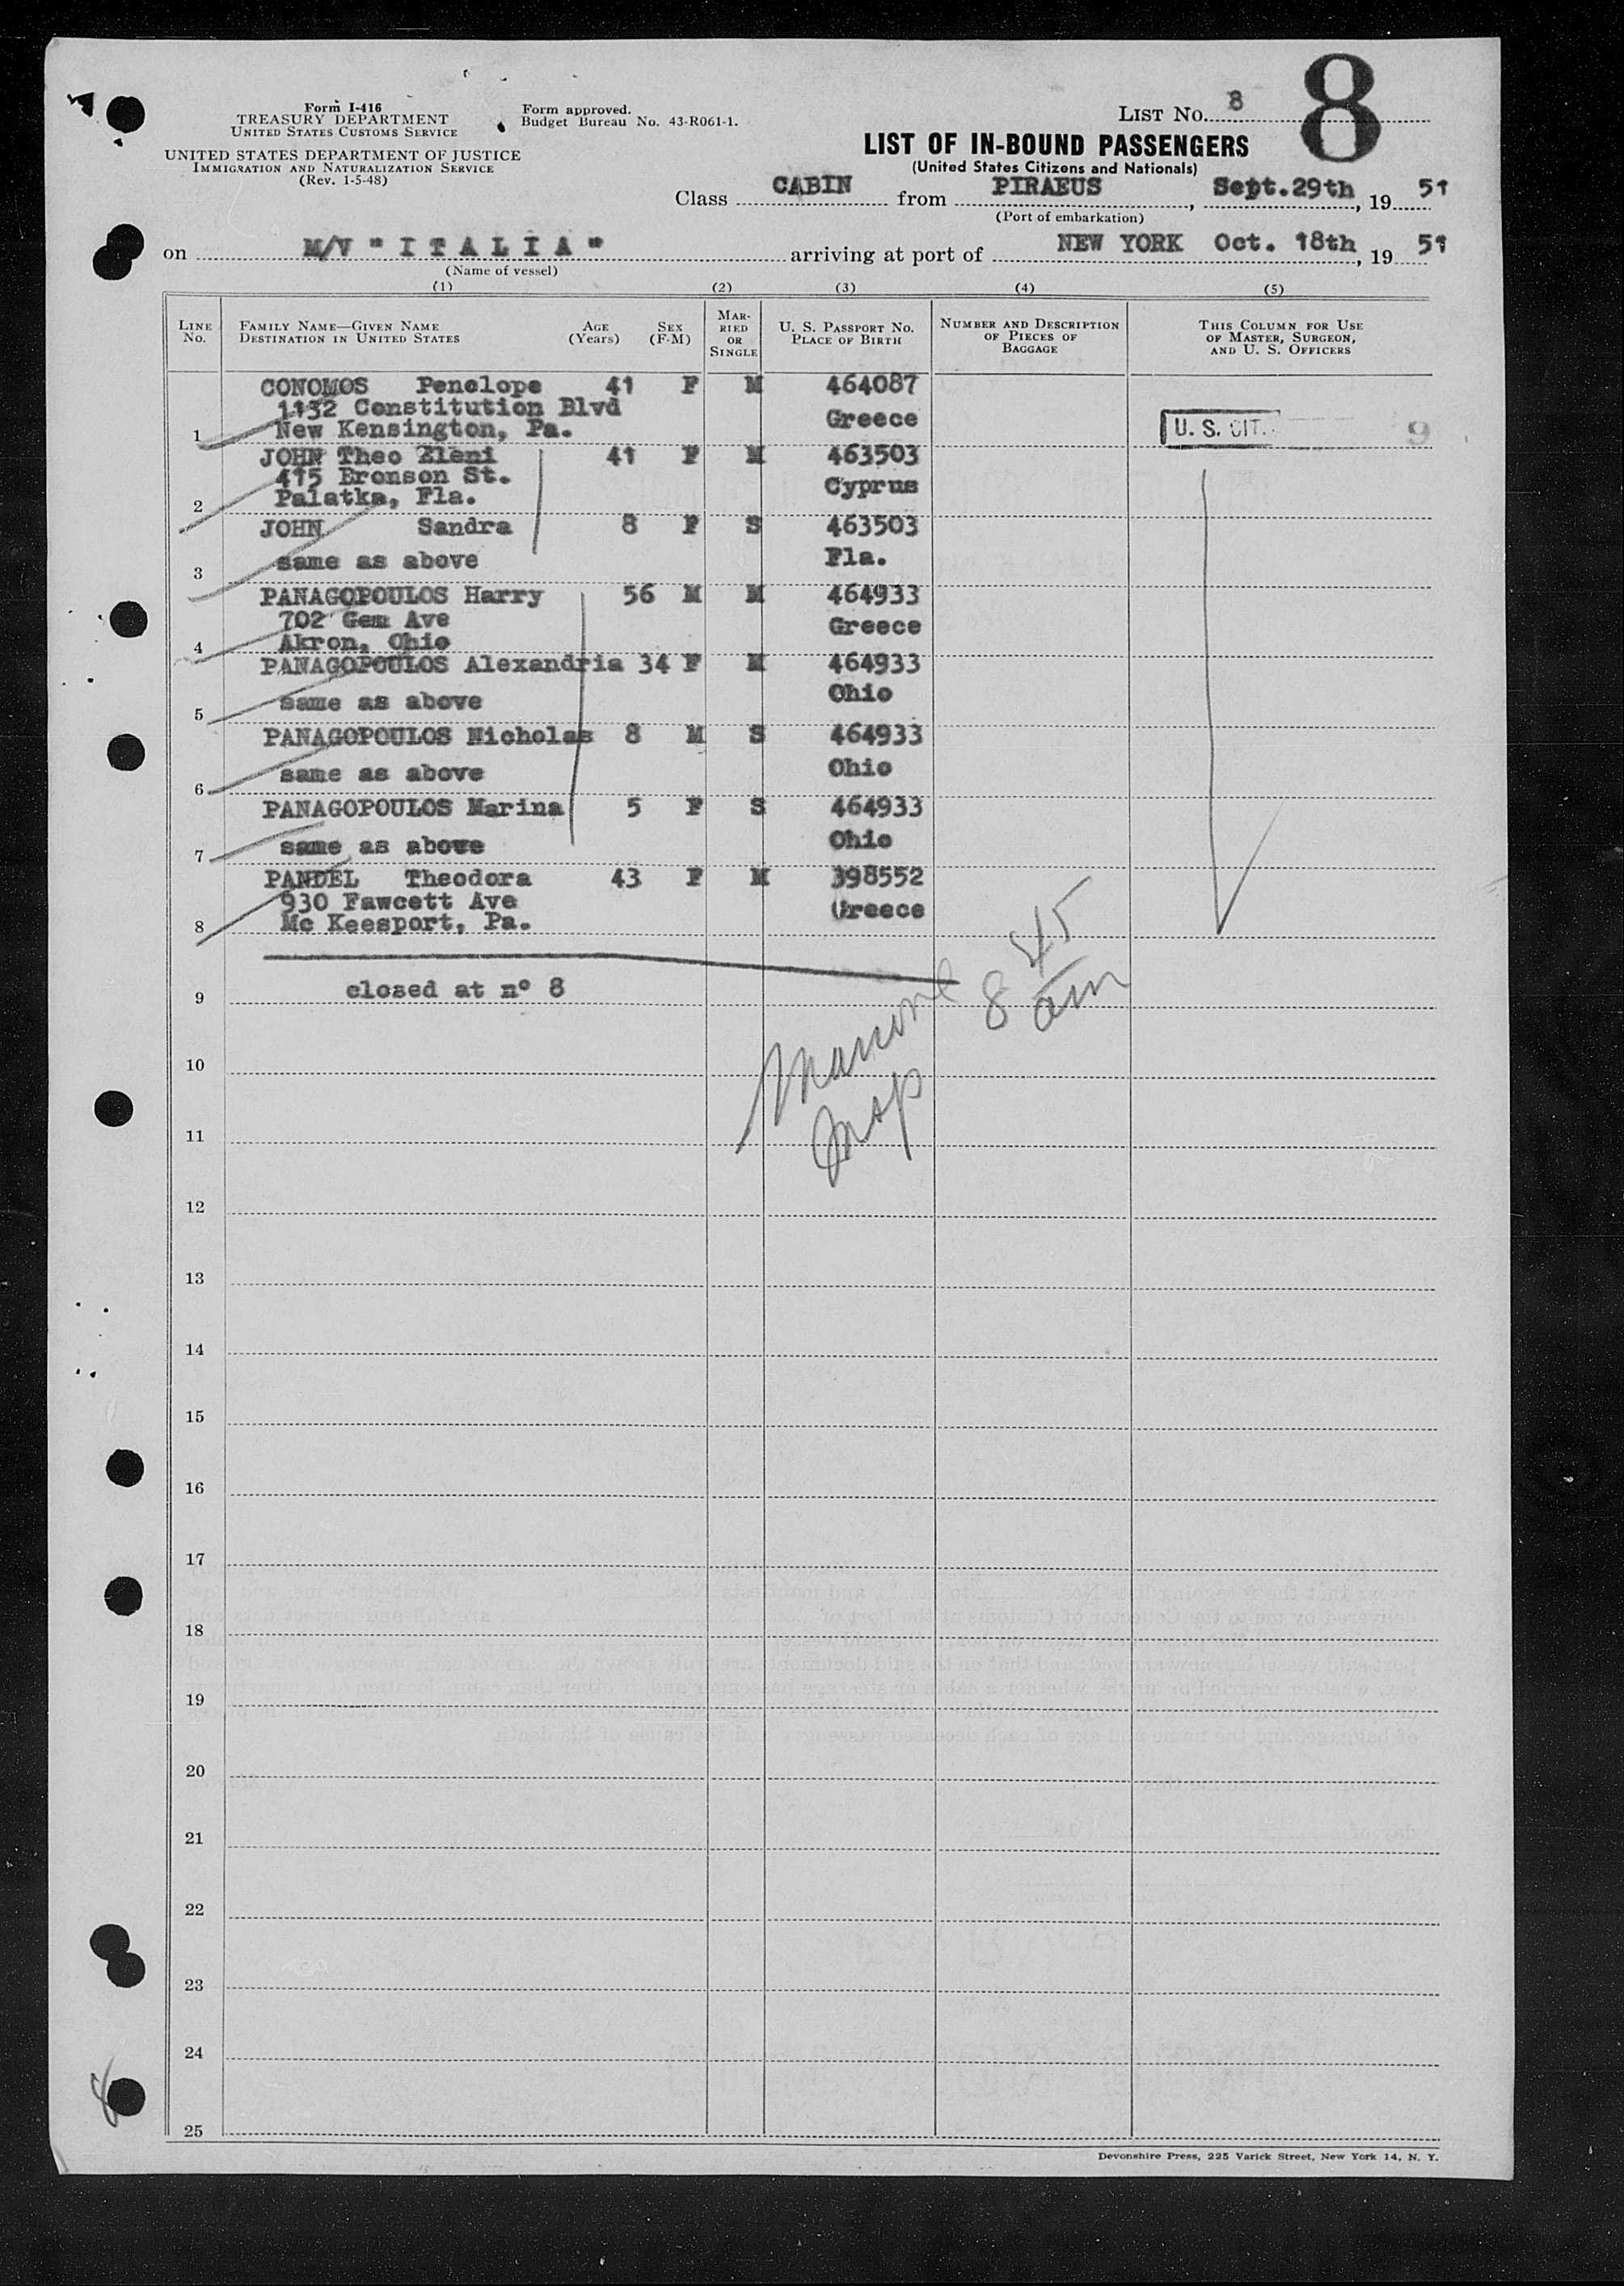 8
Form I-416
TREASURY DEPARTMENT
UNITED STATES CUSTOMS SERVICE
UNITED STATES DEPARTMENT OF JUSTICE
IMMIGRATION AND NATURALIZATION SERVICE
(Rev. 1-5-48)
Form approved.
Budget Bureau No. 43-R061-1.
LIST No. 8
LIST OF IN-BOUND PASSENGERS
(United States Citizens and Nationals)
Class CABIN from PIRAEUS, Sept.29th, 1951
(Port of embarkation)
on M/V "ITALIA" arriving at port of NEW YORK Oct. 18th, 1951
(Name of vessel)
(1) (2) (3) (4) (5)
LINE No.
FAMILY NAME—GIVEN NAME
DESTINATION IN UNITED STATES
AGE (Years)
SEX (F-M)
MARRIED OR SINGLE
U. S. PASSPORT No.
PLACE OF BIRTH
NUMBER AND DESCRIPTION
OF PIECES OF
BAGGAGE
THIS COLUMN FOR USE
OF MASTER, SURGEON,
AND U. S. OFFICERS
CONOMOS Penelope 41 F M 464087
1132 Constitution Blvd Greece
1 New Kensington, Pa. U. S. CIT.
JOHN Theo Eleni 41 F M 463503
415 Bronson St. Cyprus
2 Palatka, Fla.
JOHN Sandra 8 F S 463503
3 same as above Fla.
PANAGOPOULOS Harry 56 M M 464933
702 Gem Ave Greece
4 Akron, Ohio
PANAGOPOULOS Alexandria 34 F M 464933
5 same as above Ohio
PANAGOPOULOS Nicholas 8 M S 464933
6 same as above Ohio
PANAGOPOULOS Marina 5 F S 464933
7 same as above Ohio
PANDEL Theodora 43 F M 398552
930 Fawcett Ave Greece
8 Mc Keesport, Pa.
9 closed at n° 8
8 45 am
Insp
10
11
12
13
14
15
16
17
18
19
20
21
22
23
24
25
Devonshire Press, 225 Varick Street, New York 14, N. Y.